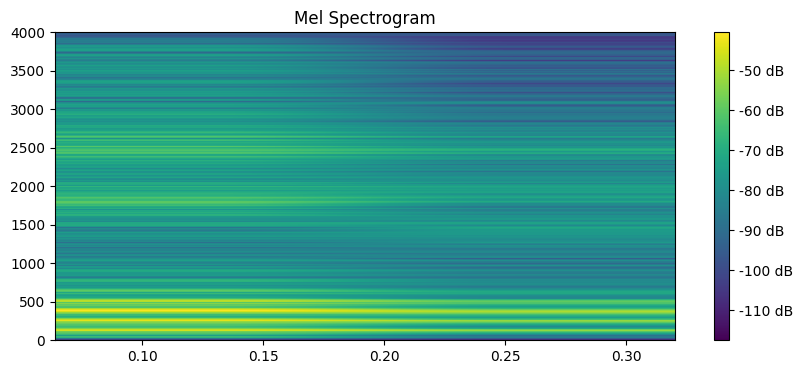 Mel Spectrogram
4000
3500
3000
2500
2000
1500
1000
500
0
0.10 0.15 0.20 0.25 0.30
-50 dB
-60 dB
-70 dB
-80 dB
-90 dB
-100 dB
-110 dB